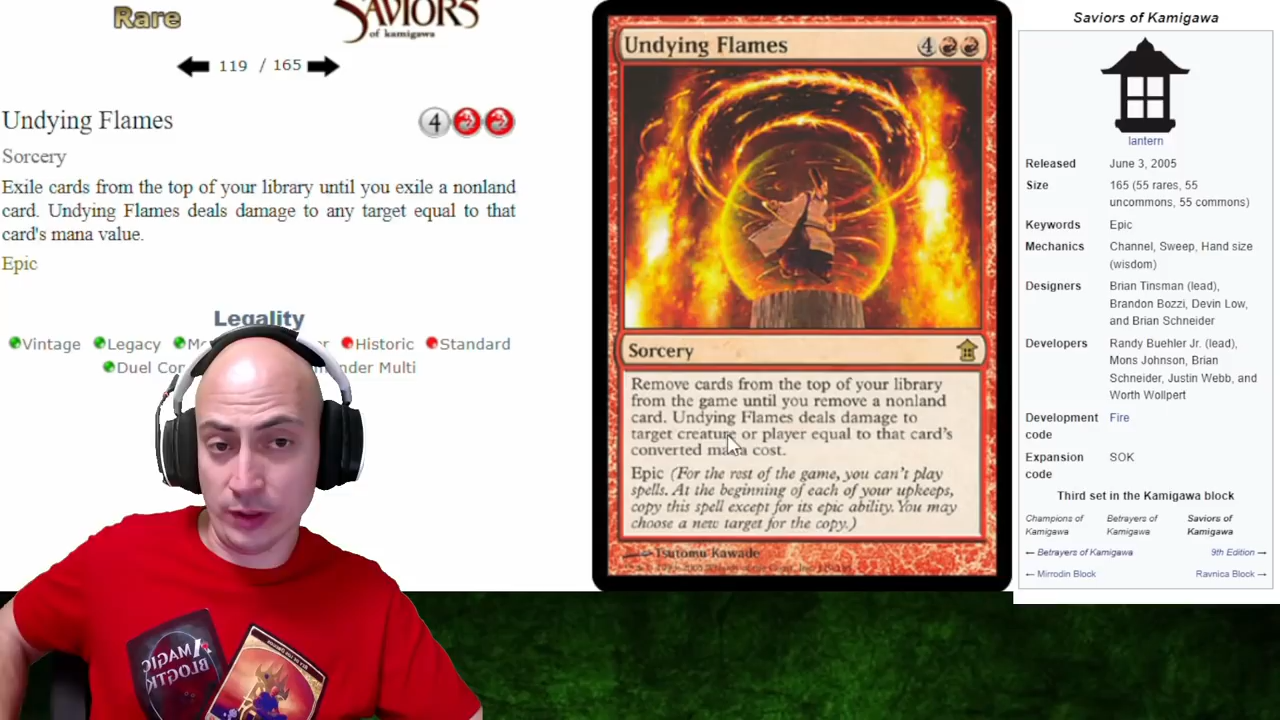 Rare
SAVIORS
of kamigawa
119 / 165
Undying Flames
4
Sorcery
Exile cards from the top of your library until you exile a nonland
card. Undying Flames deals damage to any target equal to that
card's mana value.
Epic
Legality
Vintage Legacy Historic Standard
Duel Multi
Undying Flames 4
Sorcery
Remove cards from the top of your library
from the game until you remove a nonland
card. Undying Flames deals damage to
target creature or player equal to that card's
converted mana cost.
Epic (For the rest of the game, you can't play
spells. At the beginning of each of your upkeeps,
copy this spell except for its epic ability. You may
choose a new target for the copy.)
Tsutomu Kawade
Saviors of Kamigawa
lantern
Released June 3, 2005
Size 165 (55 rares, 55
uncommons, 55 commons)
Keywords Epic
Mechanics Channel, Sweep, Hand size
(wisdom)
Designers Brian Tinsman (lead),
Brandon Bozzi, Devin Low,
and Brian Schneider
Developers Randy Buehler Jr. (lead),
Mons Johnson, Brian
Schneider, Justin Webb, and
Worth Wollpert
Development Fire
code
Expansion SOK
code
Third set in the Kamigawa block
Champions of Betrayers of Saviors of
Kamigawa Kamigawa Kamigawa
← Betrayers of Kamigawa 9th Edition →
← Mirrodin Block Ravnica Block →
MAGIC